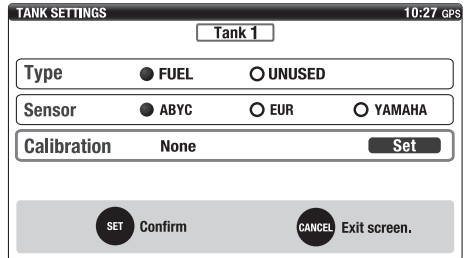 TANK SETTINGS 10:27 GPS
Tank 1
Type FUEL UNUSED
Sensor ABYC EUR YAMAHA
Calibration None Set
SET Confirm CANCEL Exit screen.